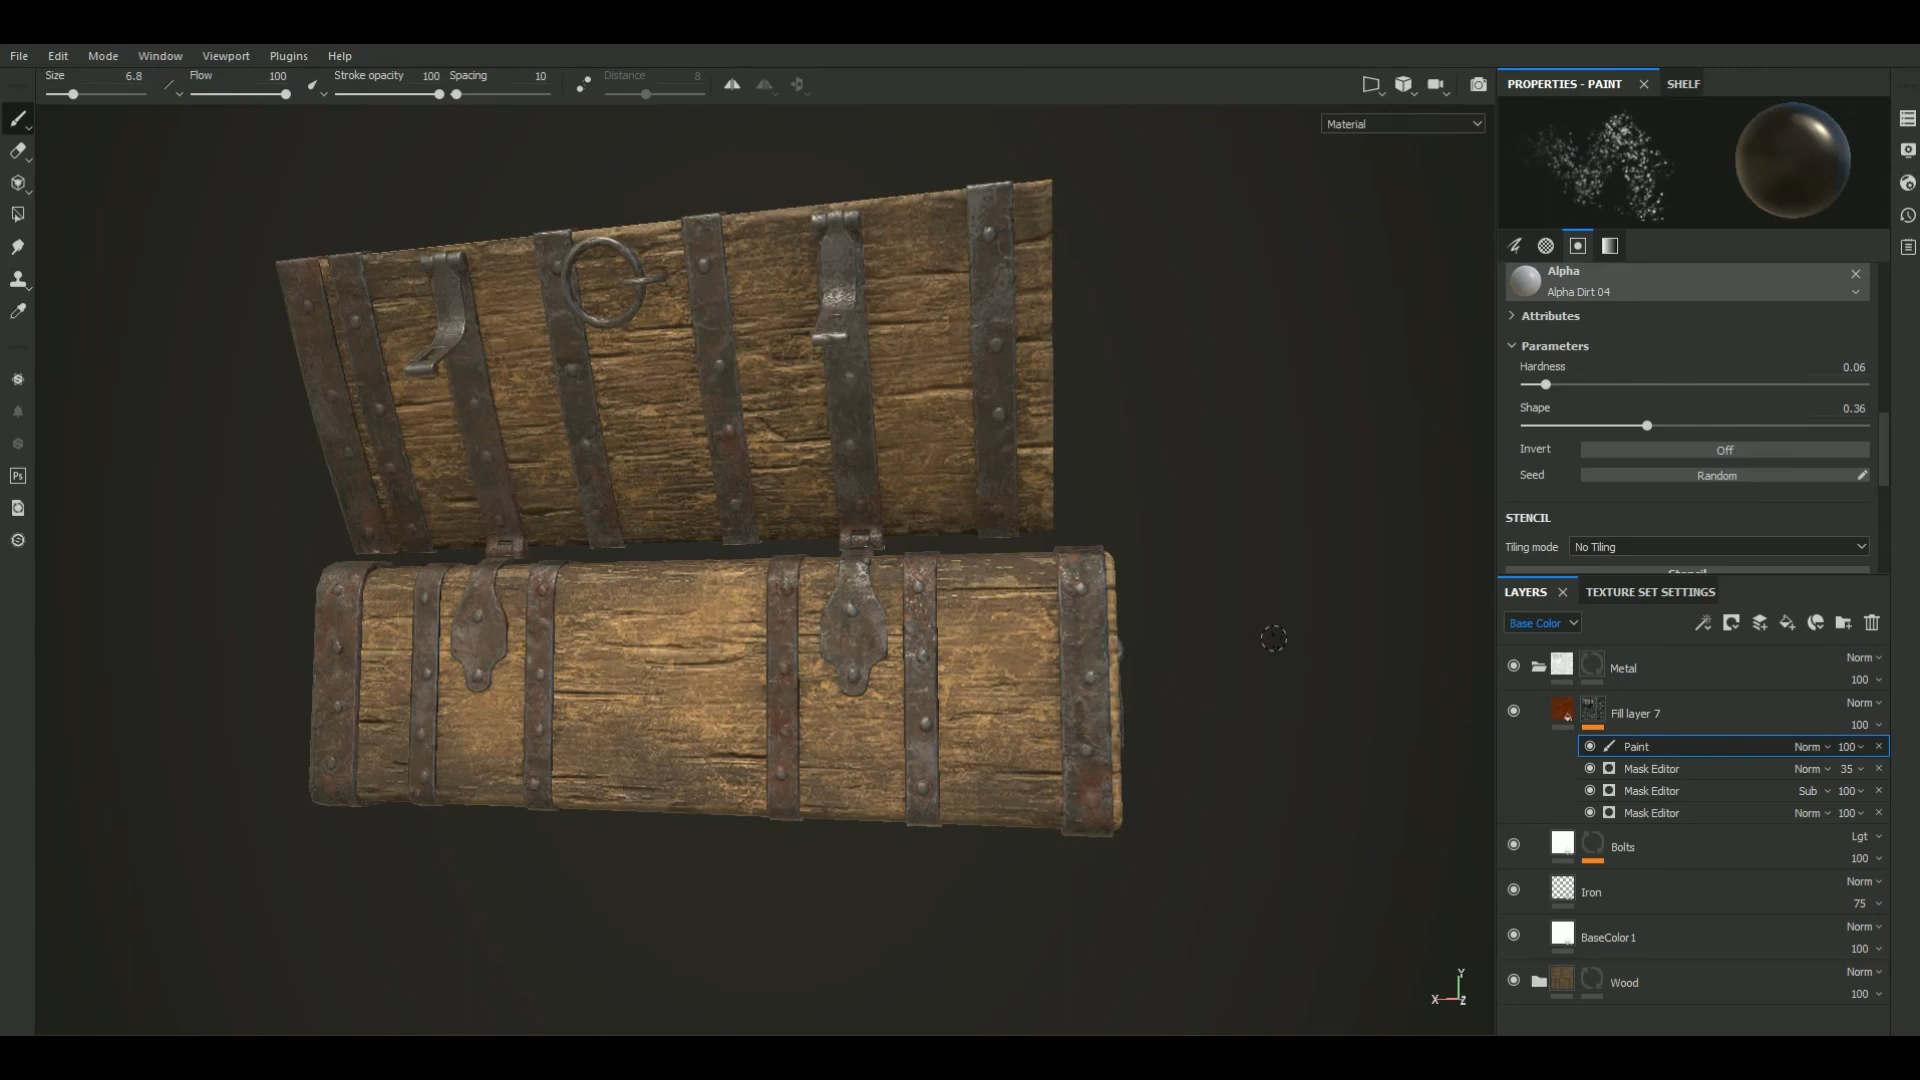 File Edit Mode Window Viewport Plugins Help
Size 6.8 Flow 100 Stroke opacity 100 Spacing 10 Distance 8
Material
PROPERTIES - PAINT SHELF
Alpha
Alpha Dirt 04
Attributes
Parameters
Hardness 0.06
Shape 0.36
Invert Off
Seed Random
STENCIL
Tiling mode No Tiling
Stencil
LAYERS TEXTURE SET SETTINGS
Base Color
Metal Norm
100
Fill layer 7 Norm
100
Paint Norm 100
Mask Editor Norm 35
Mask Editor Sub 100
Mask Editor Norm 100
Bolts Lgt
100
Iron Norm
75
BaseColor1 Norm
100
Wood Norm
100
Ps
Y
X Z